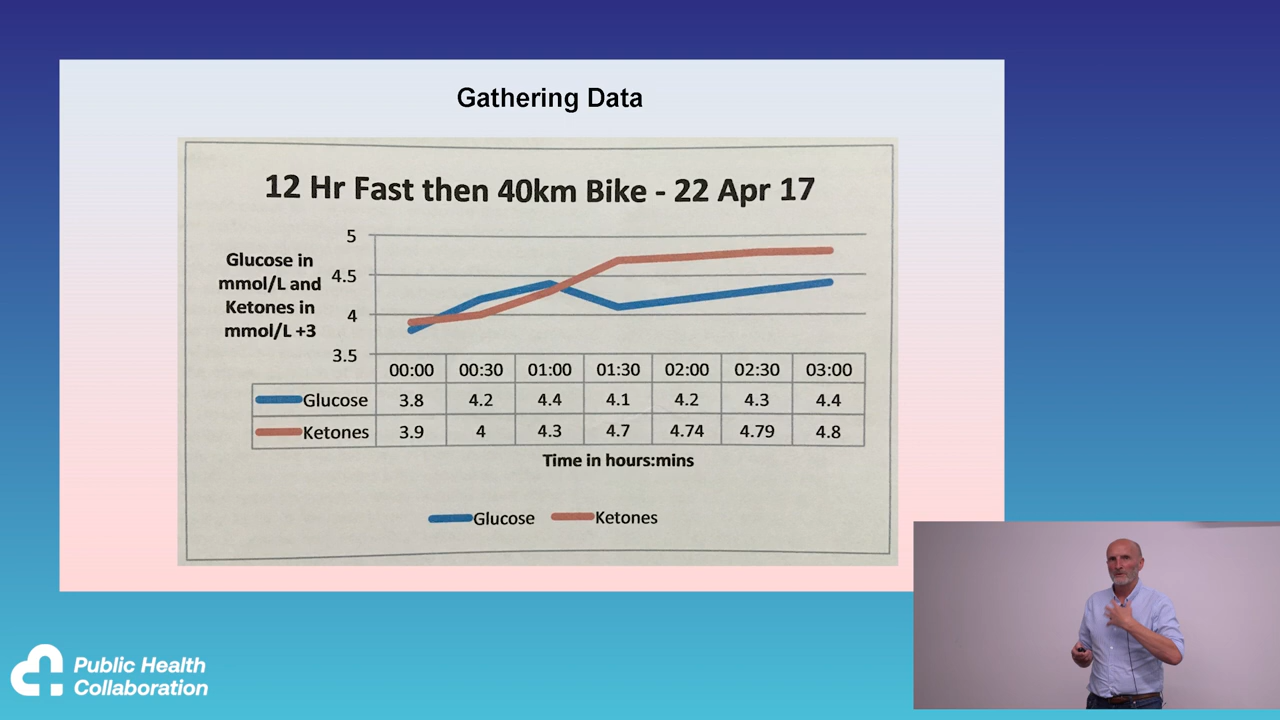 Gathering Data
12 Hr Fast then 40km Bike - 22 Apr 17
Glucose in
mmol/L and
Ketones in
mmol/L +3
5
4.5
4
3.5
00:00 00:30 01:00 01:30 02:00 02:30 03:00
Glucose 3.8 4.2 4.4 4.1 4.2 4.3 4.4
Ketones 3.9 4 4.3 4.7 4.74 4.79 4.8
Time in hours:mins
Glucose Ketones
Public Health
Collaboration